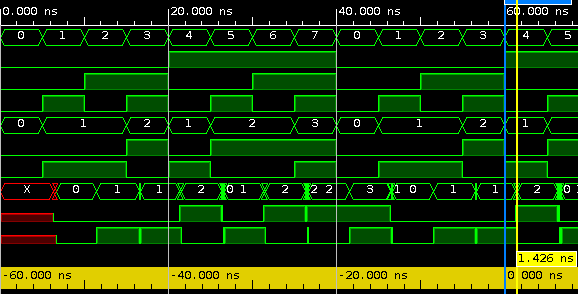 0.000 ns 20.000 ns 40.000 ns 60.000 ns
0 1 2 3 4 5 6 7 0 1 2 3 4 5
0 1 2 1 2 3 0 1 2 1
X 0 1 1 2 0 1 2 2 2 3 1 0 1 1 2 0
1.426 ns
-60.000 ns -40.000 ns -20.000 ns 0.000 ns